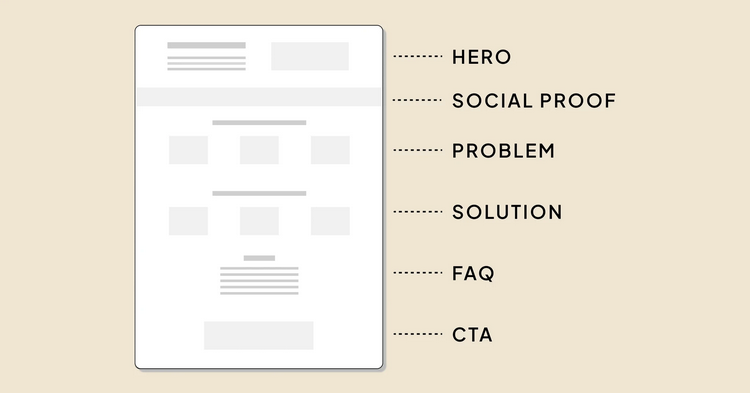 HERO
SOCIAL PROOF
PROBLEM
SOLUTION
FAQ
CTA